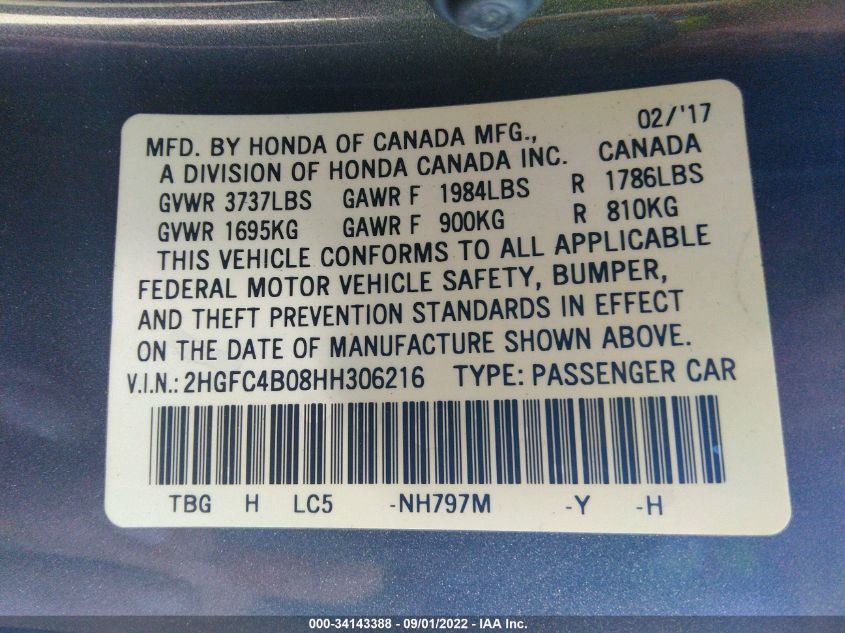 02/'17
MFD. BY HONDA OF CANADA MFG.,
A DIVISION OF HONDA CANADA INC. CANADA
GVWR 3737LBS GAWR F 1984LBS R 1786LBS
GVWR 1695KG GAWR F 900KG R 810KG
THIS VEHICLE CONFORMS TO ALL APPLICABLE
FEDERAL MOTOR VEHICLE SAFETY, BUMPER,
AND THEFT PREVENTION STANDARDS IN EFFECT
ON THE DATE OF MANUFACTURE SHOWN ABOVE.
V.I.N.: 2HGFC4B08HH306216 TYPE: PASSENGER CAR
TBG H LC5 -NH797M -Y -H
000-34143388 - 09/01/2022 - IAA Inc.